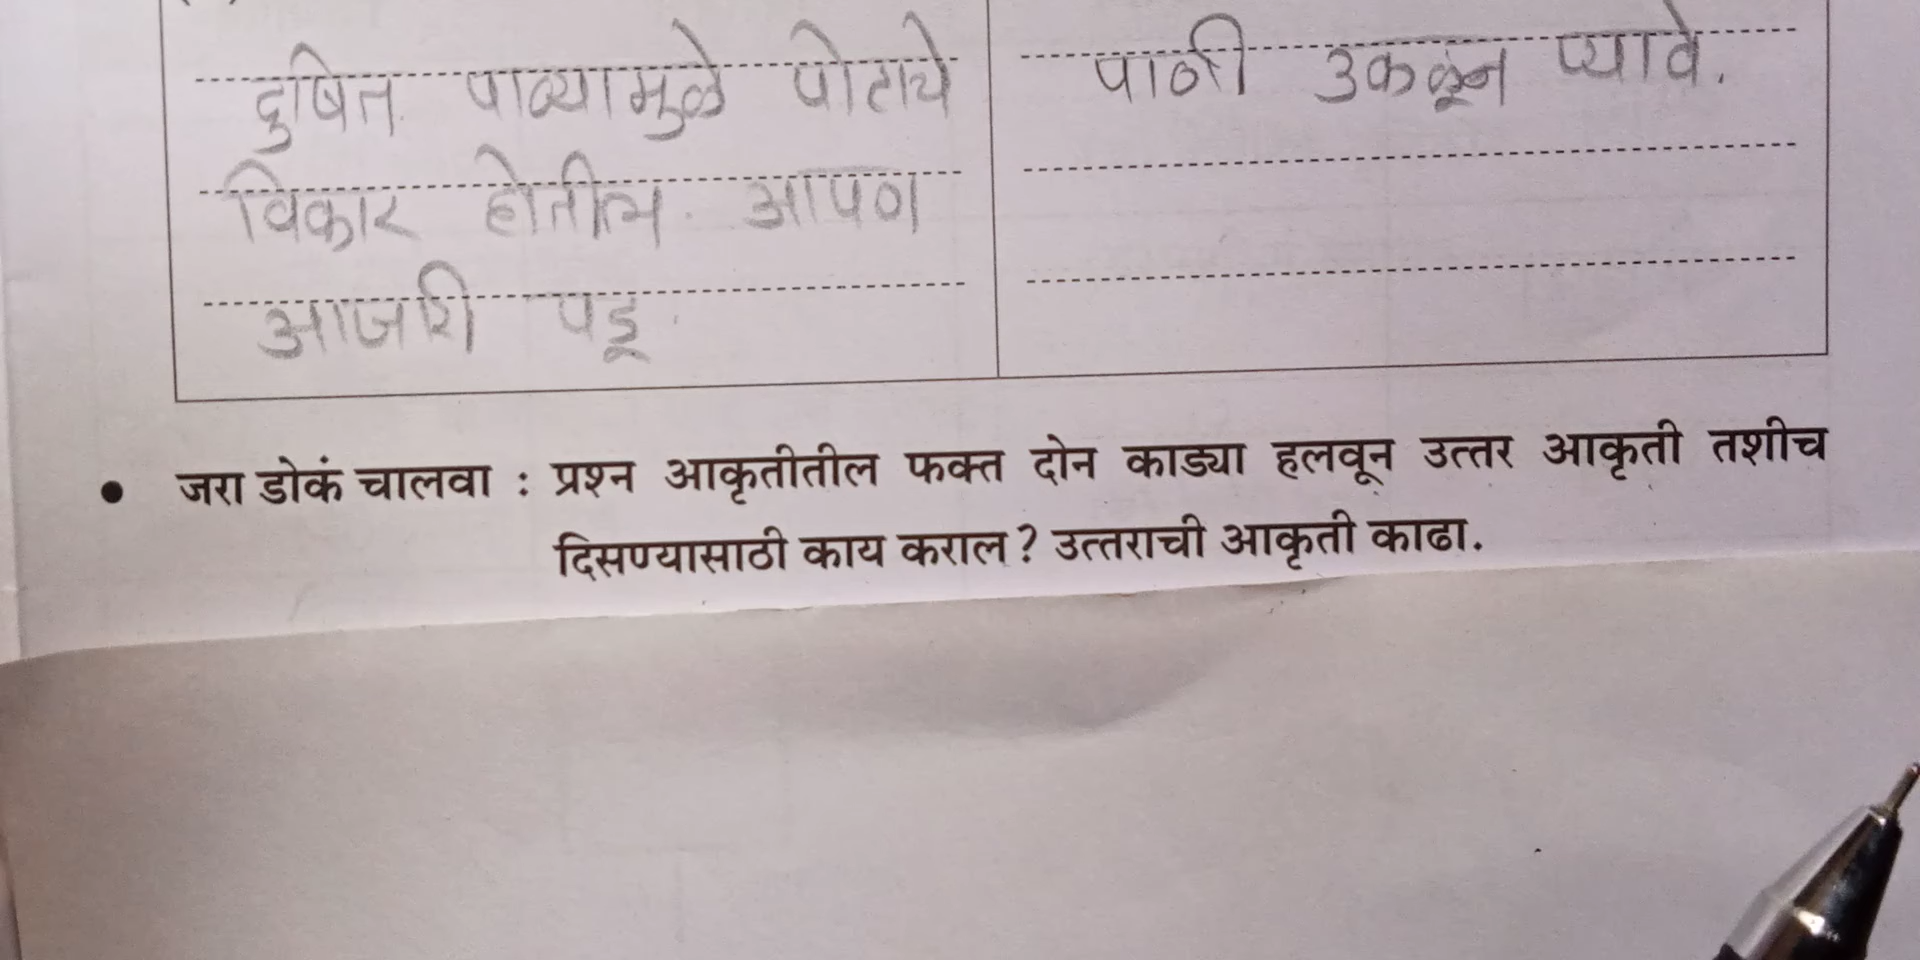 दुषित पाण्यामुळे पोटाचे
विकार होतील. आपण
आजारी पडू.
पाणी उकळून प्यावे.
• जरा डोकं चालवा : प्रश्न आकृतीतील फक्त दोन काड्या हलवून उत्तर आकृती तशीच
दिसण्यासाठी काय कराल ? उत्तराची आकृती काढा.